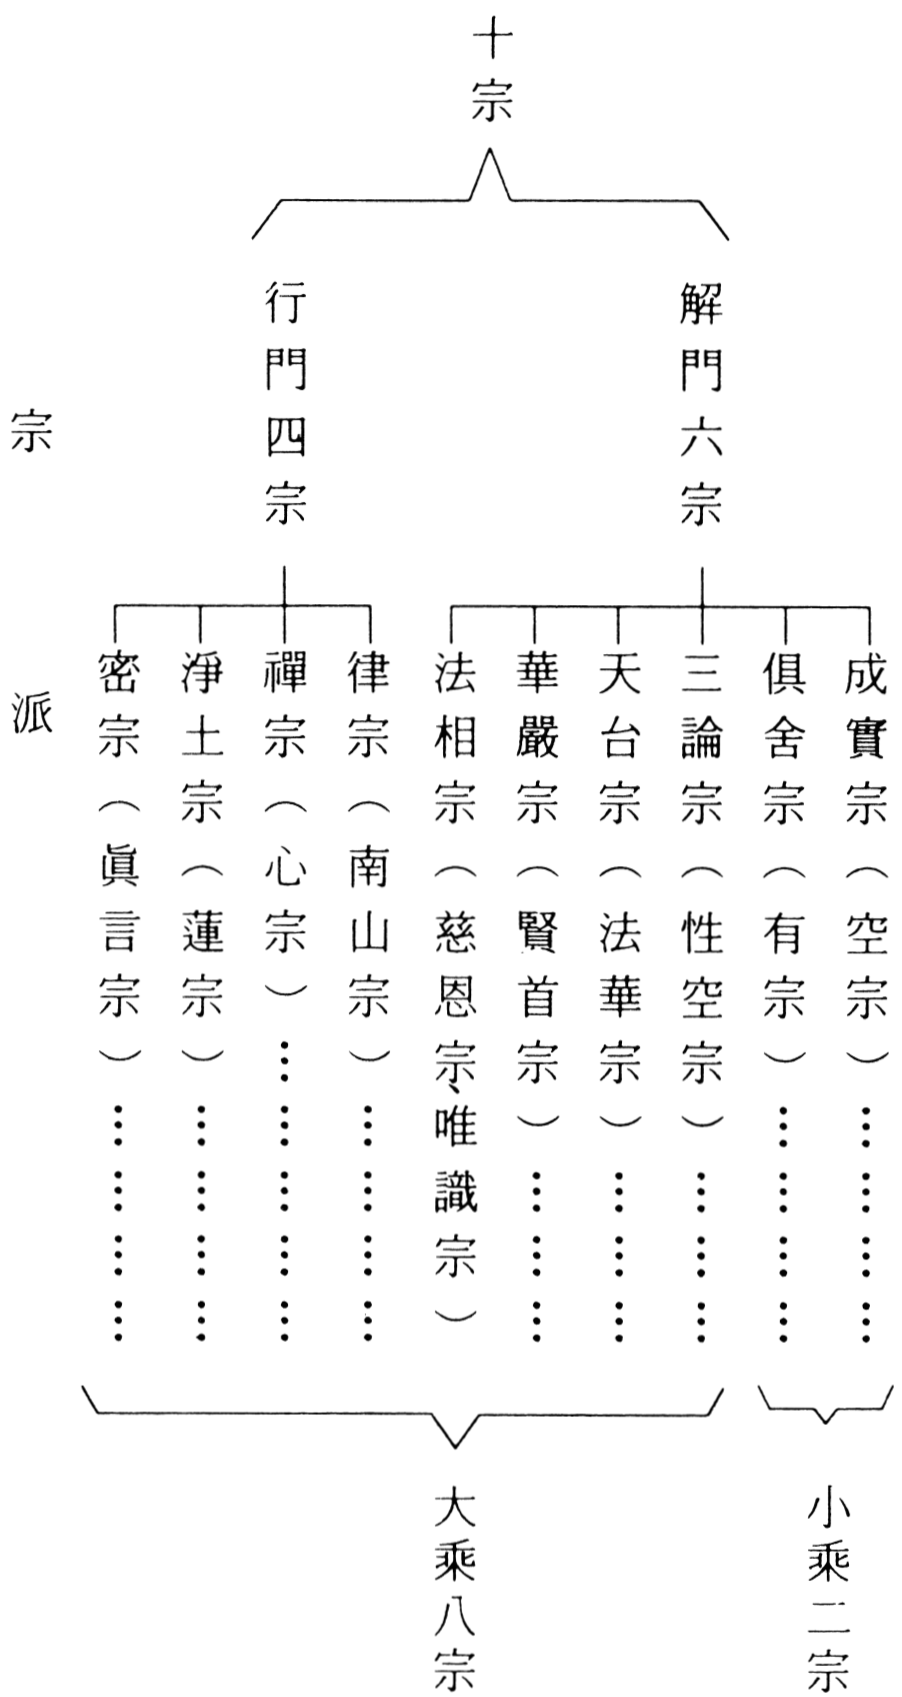 十宗
解門六宗
行門四宗
成實宗（空宗）…………
俱舍宗（有宗）…………
三論宗（性空宗）………
天台宗（法華宗）………
華嚴宗（賢首宗）………
法相宗（慈恩宗、唯識宗）
律宗（南山宗）…………
禪宗（心宗）……………
淨土宗（蓮宗）…………
密宗（眞言宗）…………
小乘二宗
大乘八宗
宗派